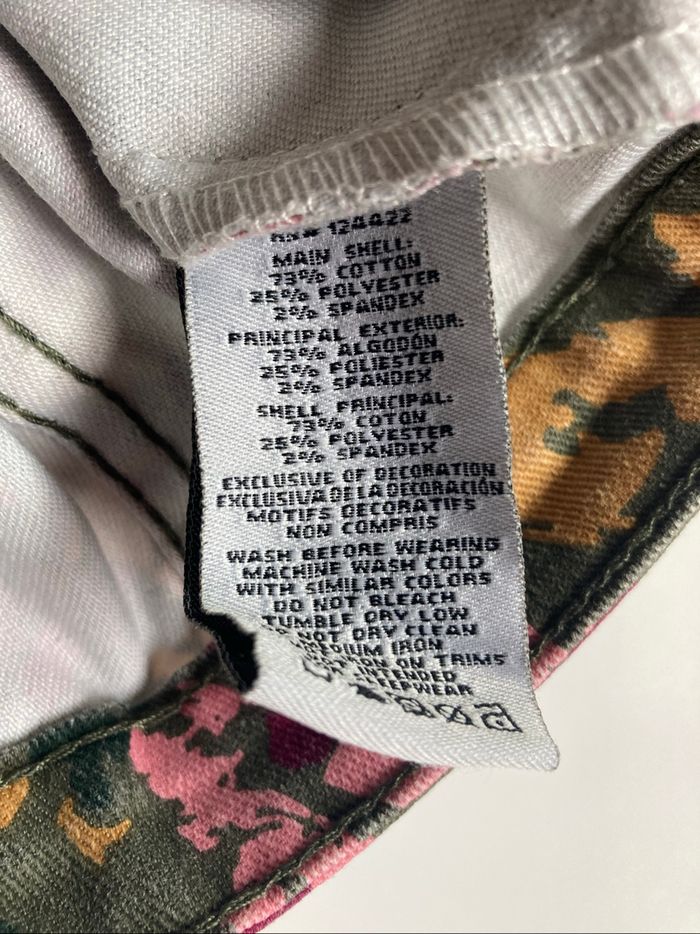 RN# 124422
MAIN SHELL:
73% COTTON
25% POLYESTER
2% SPANDEX
PRINCIPAL EXTERIOR:
73% ALGODÓN
25% POLIESTER
2% SPANDEX
SHELL PRINCIPAL:
73% COTON
25% POLYESTER
2% SPANDEX
EXCLUSIVE OF DECORATION
EXCLUSIVA DE LA DECORACIÓN
MOTIFS DECORATIFS
NON COMPRIS
WASH BEFORE WEARING
MACHINE WASH COLD
WITH SIMILAR COLORS
DO NOT BLEACH
TUMBLE DRY LOW
NOT DRY CLEAN
MEDIUM IRON
ON TRIMS
INTENDED
SLEEPWEAR